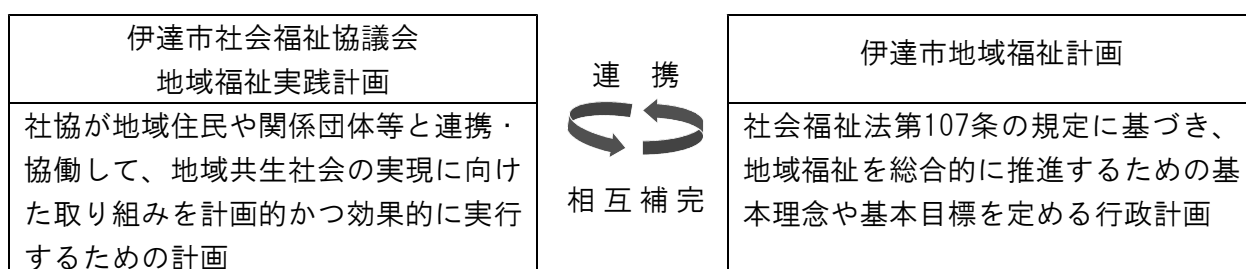 伊達市社会福祉協議会
地域福祉実践計画
社協が地域住民や関係団体等と連携・
協働して、地域共生社会の実現に向け
た取り組みを計画的かつ効果的に実行
するための計画
連　携
相 互 補 完
伊達市地域福祉計画
社会福祉法第107条の規定に基づき、
地域福祉を総合的に推進するための基
本理念や基本目標を定める行政計画